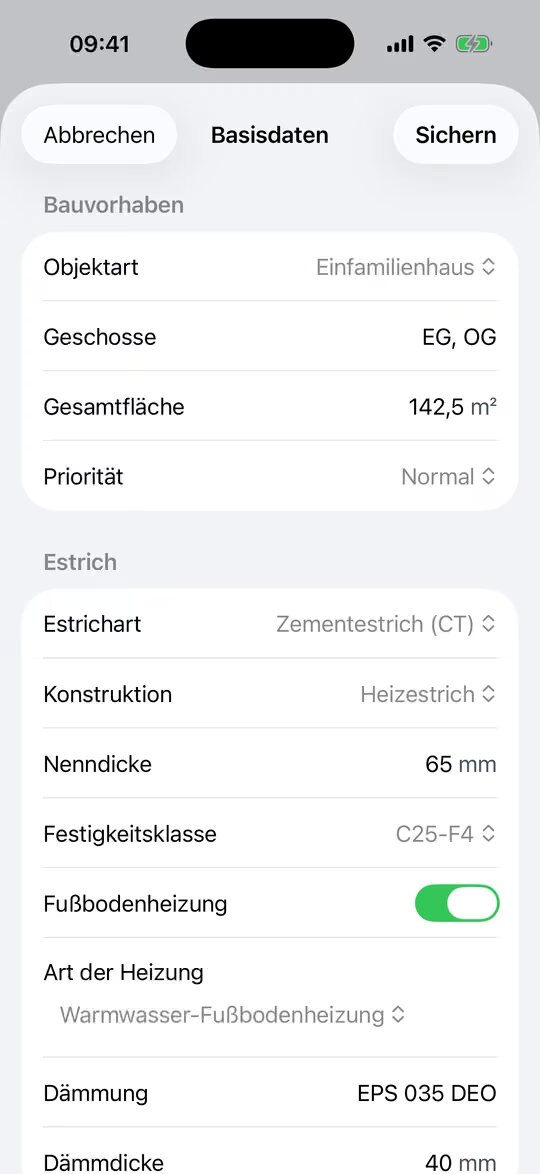 09:41
Abbrechen Basisdaten Sichern
Bauvorhaben
Objektart Einfamilienhaus
Geschosse EG, OG
Gesamtfläche 142,5 m²
Priorität Normal
Estrich
Estrichart Zementestrich (CT)
Konstruktion Heizestrich
Nenndicke 65 mm
Festigkeitsklasse C25-F4
Fußbodenheizung
Art der Heizung
Warmwasser-Fußbodenheizung
Dämmung EPS 035 DEO
Dämmdicke 40 mm